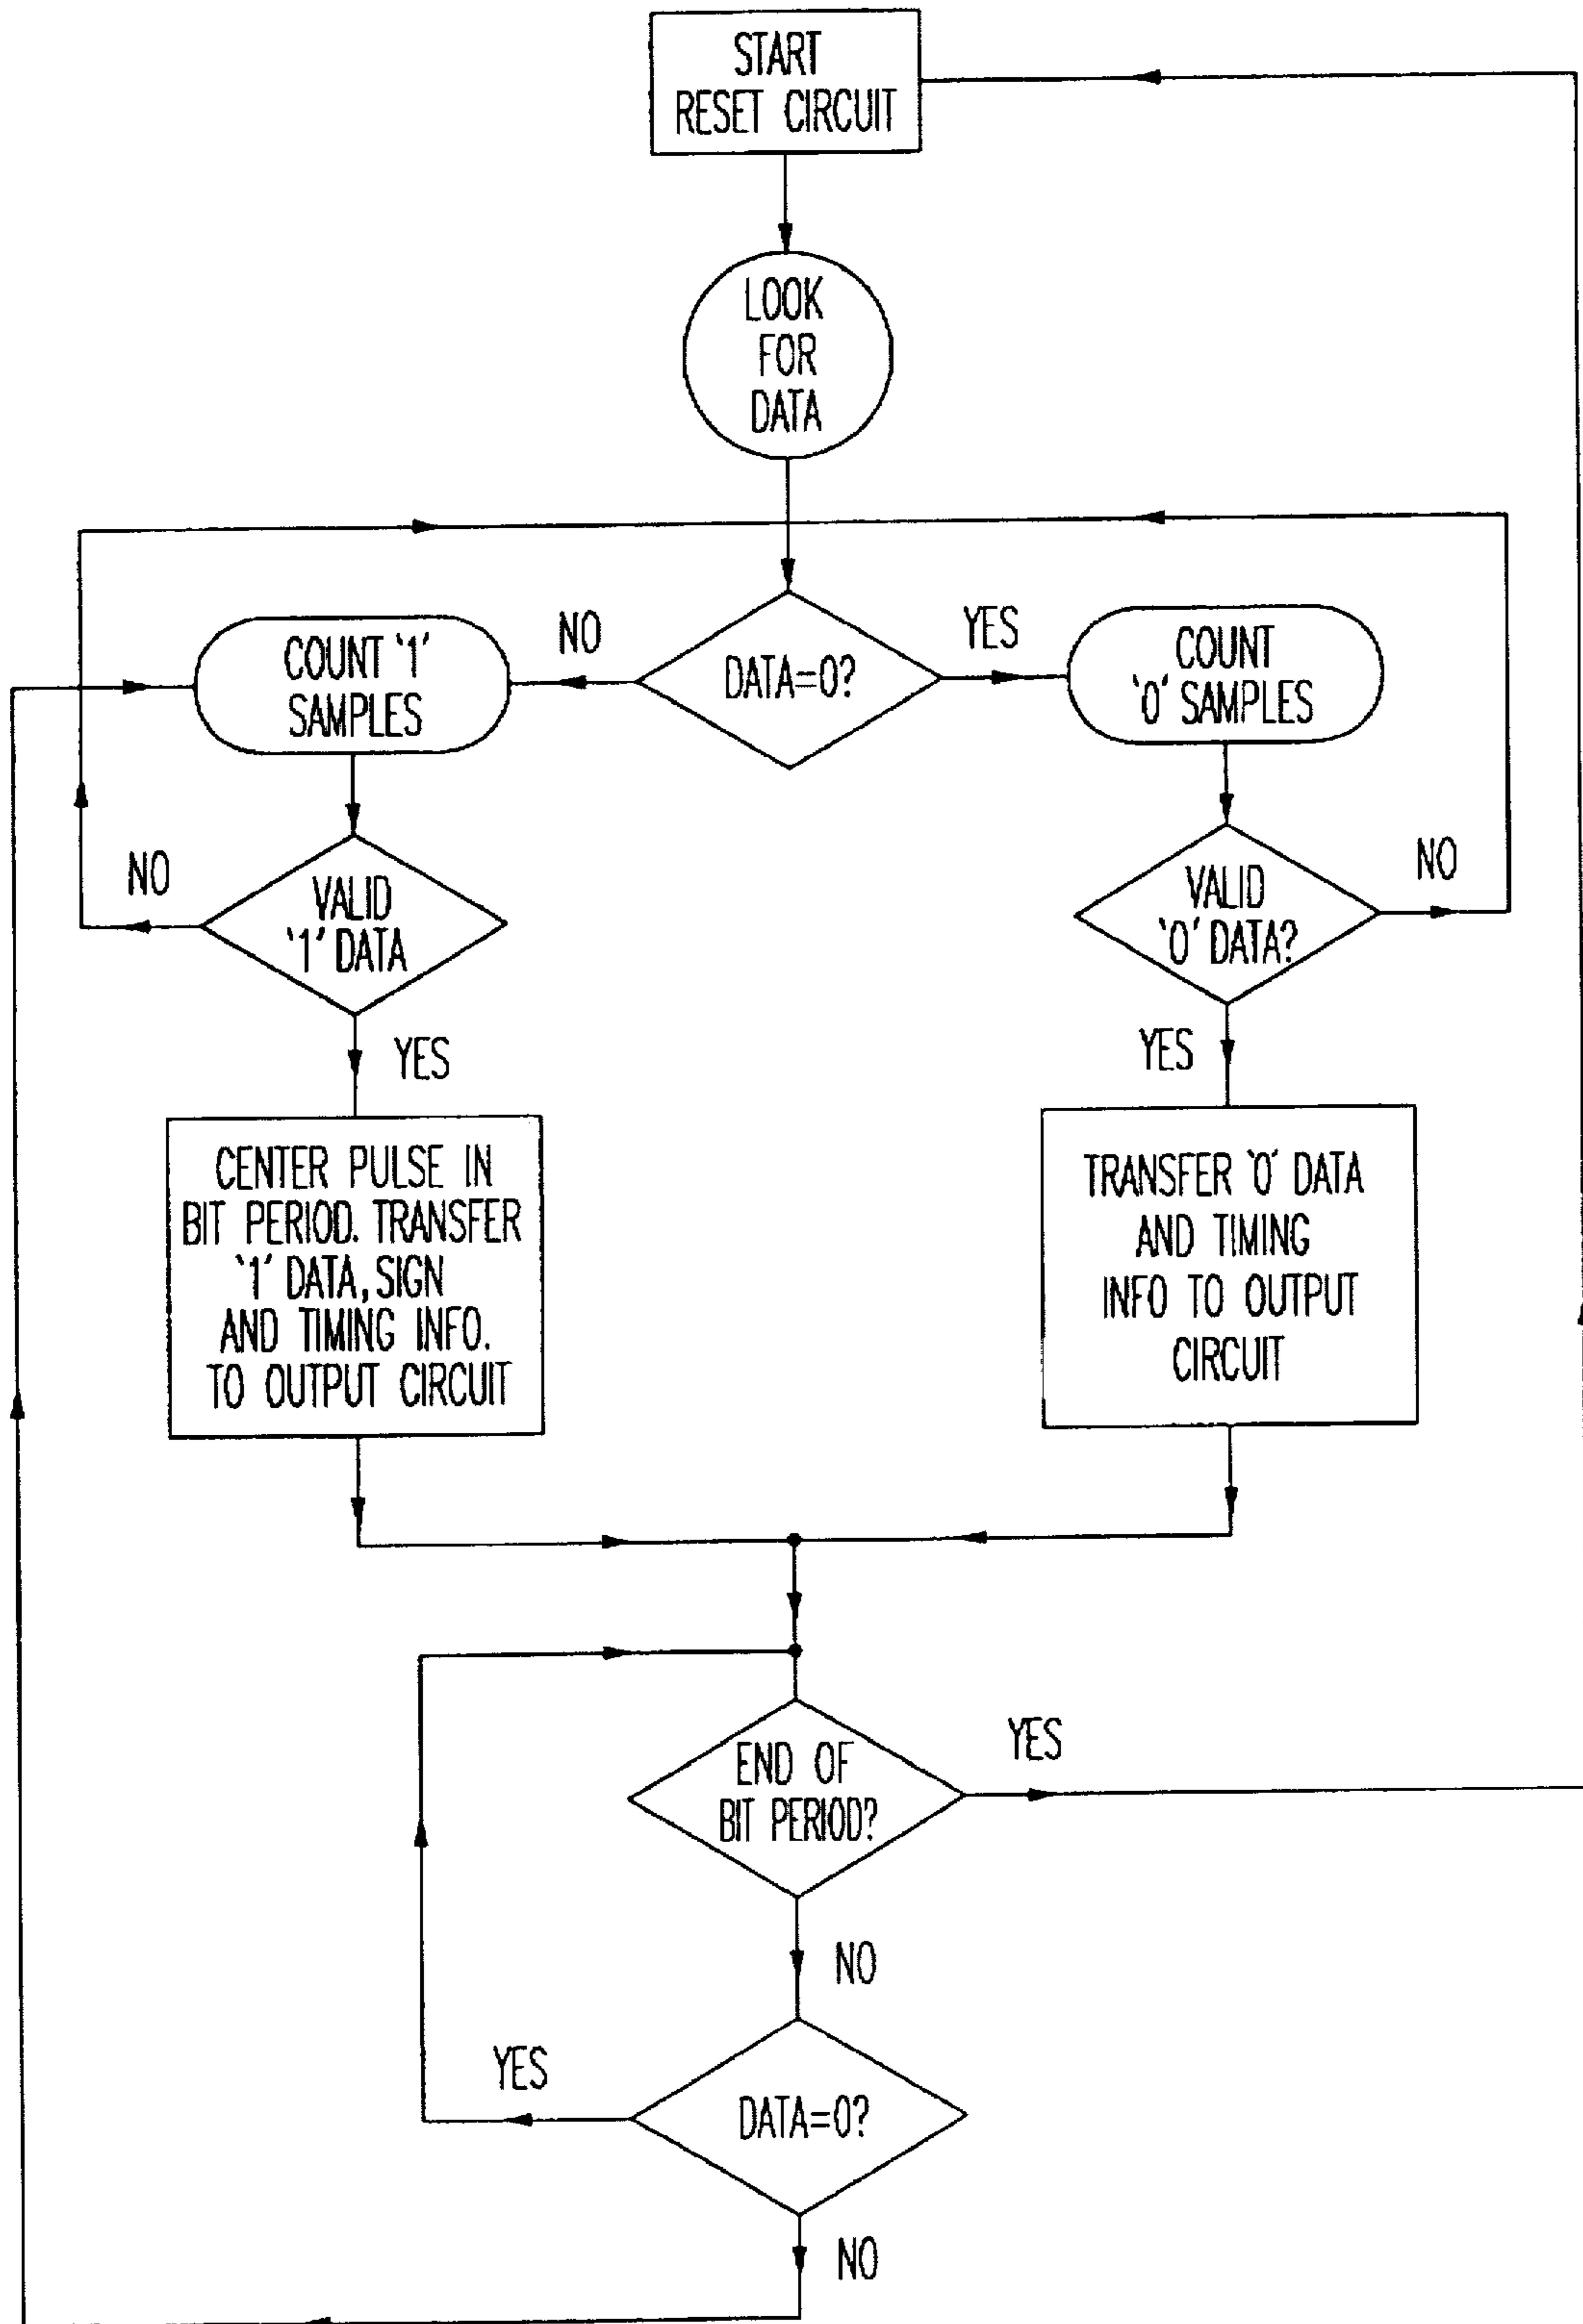 START
RESET CIRCUIT
LOOK
FOR
DATA
NO
DATA=0?
YES
COUNT '1'
SAMPLES
COUNT
'0' SAMPLES
NO
VALID
'1' DATA
VALID
'0' DATA?
NO
YES
YES
CENTER PULSE IN
BIT PERIOD. TRANSFER
'1' DATA, SIGN
AND TIMING INFO.
TO OUTPUT CIRCUIT
TRANSFER '0' DATA
AND TIMING
INFO TO OUTPUT
CIRCUIT
END OF
BIT PERIOD?
YES
NO
YES
DATA=0?
NO